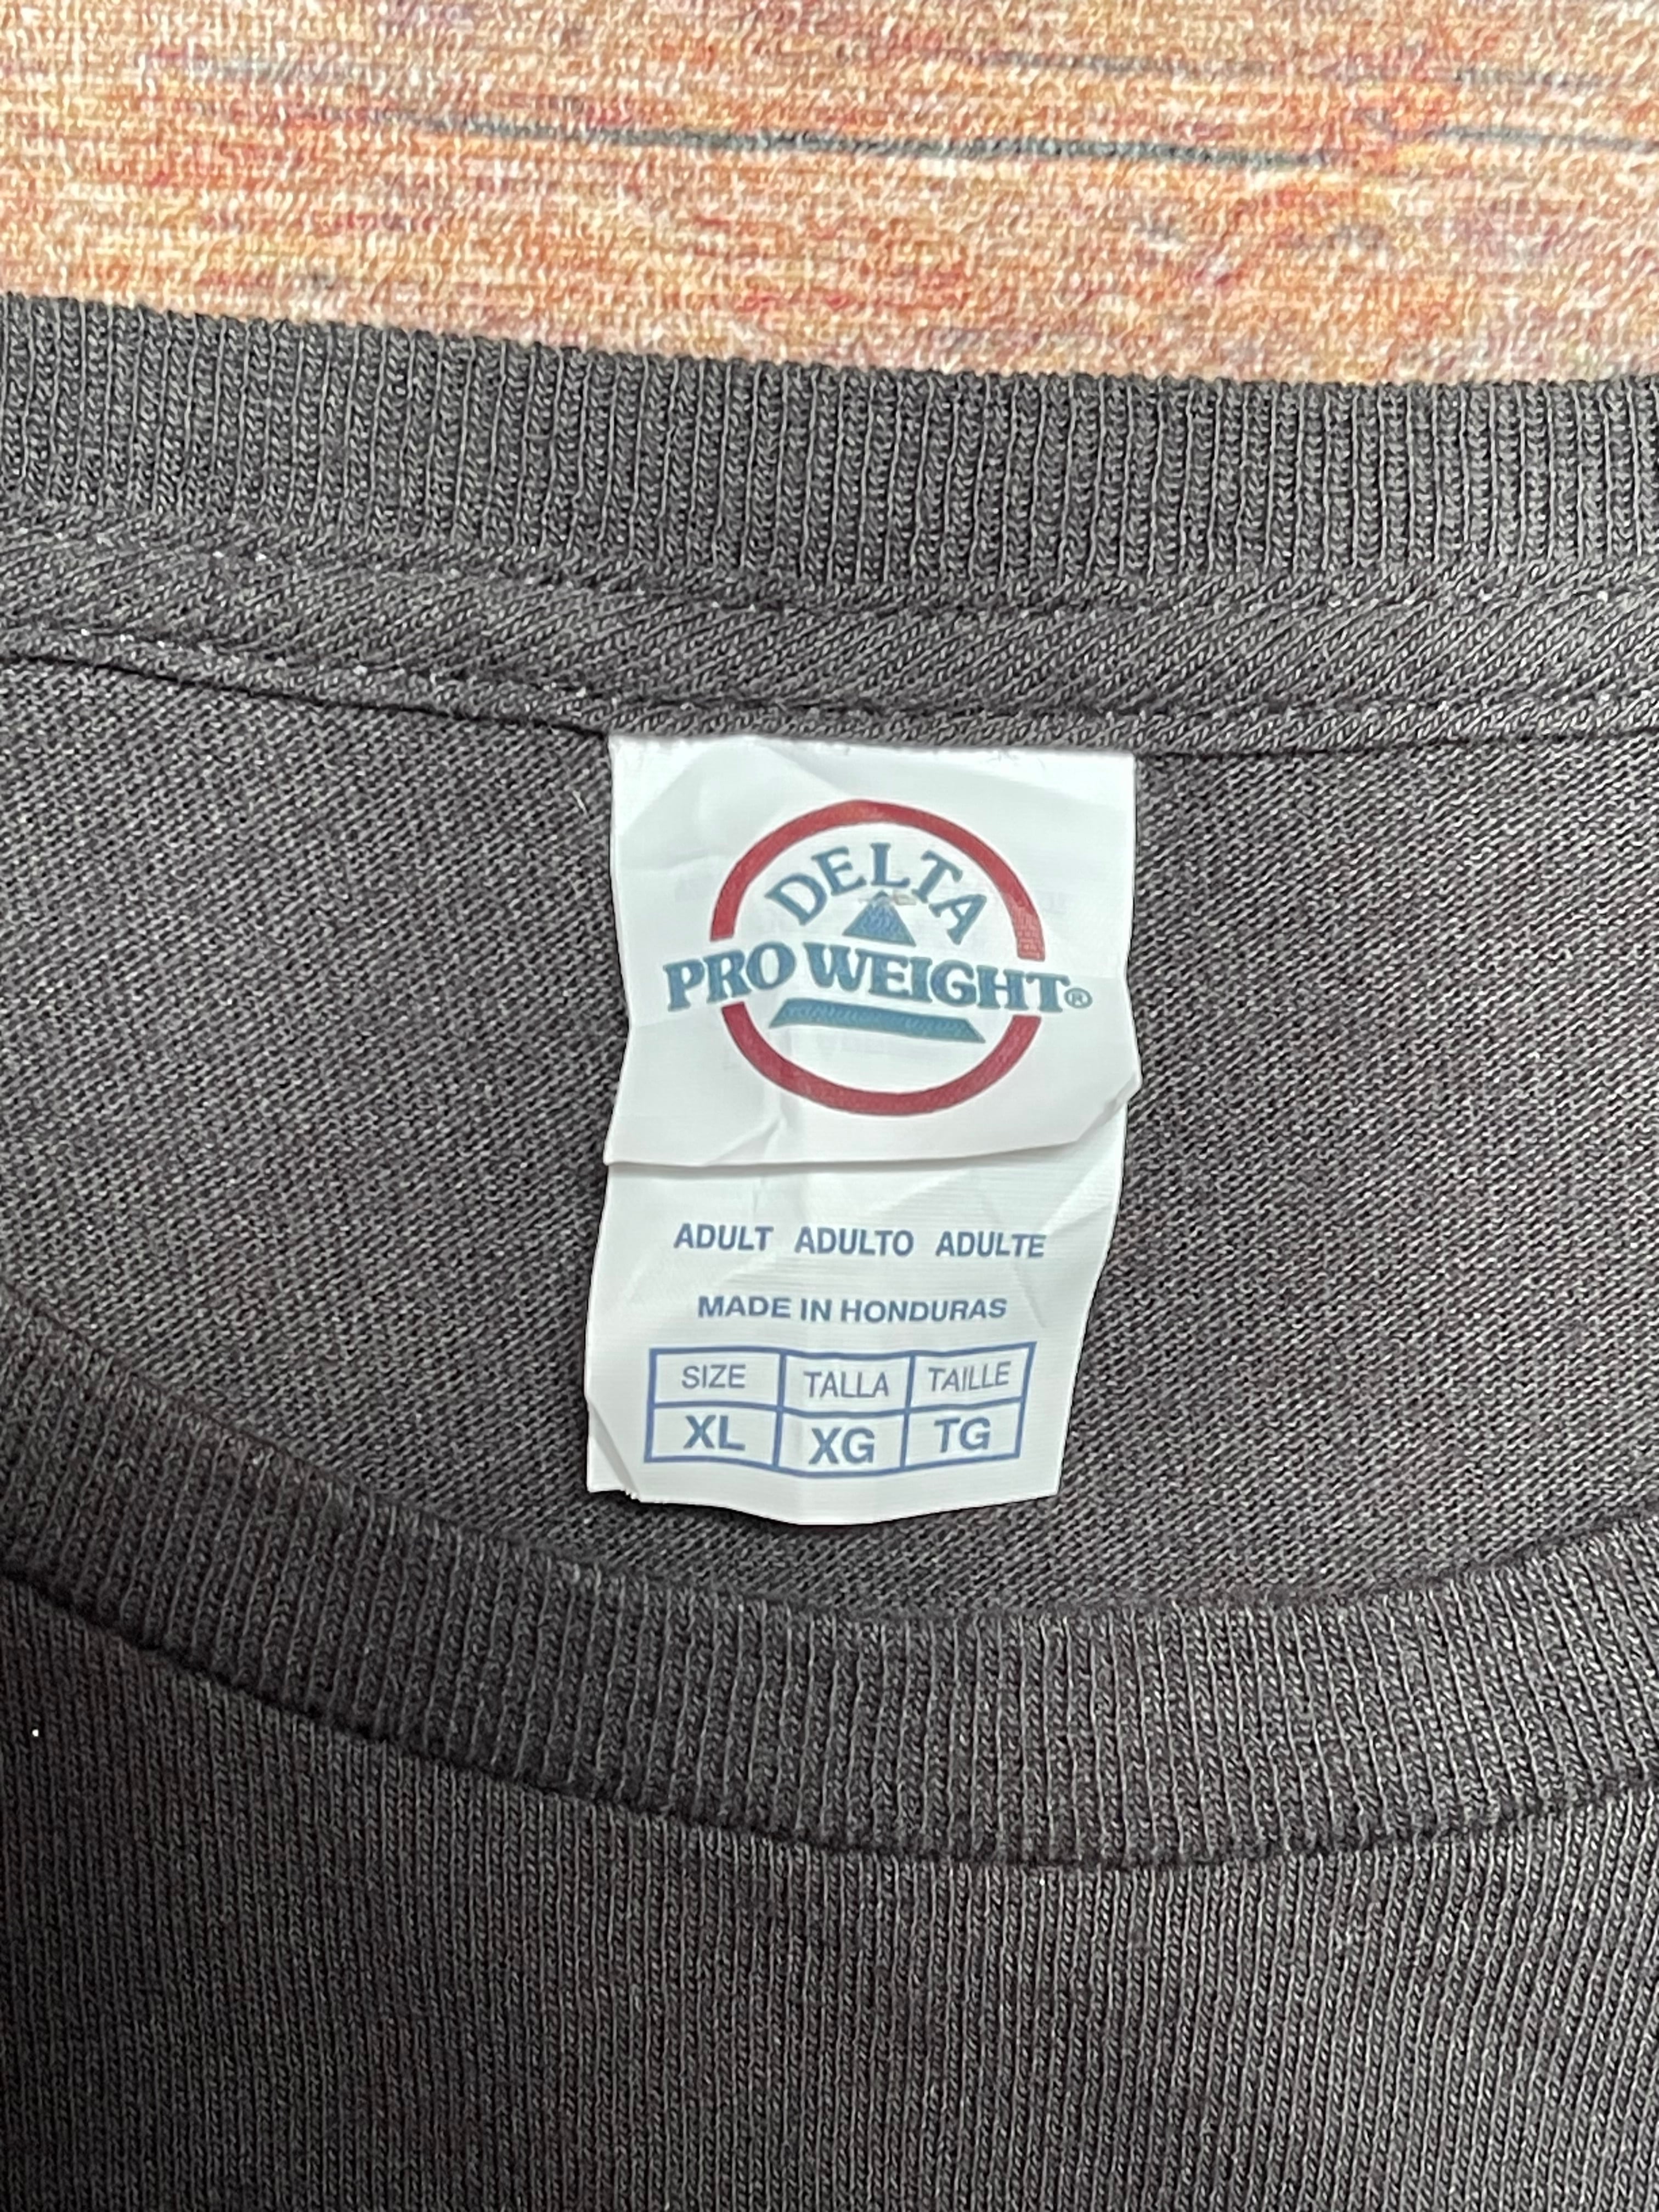 DELTA
PRO WEIGHT®
ADULT ADULTO ADULTE
MADE IN HONDURAS
SIZE TALLA TAILLE
XL XG TG